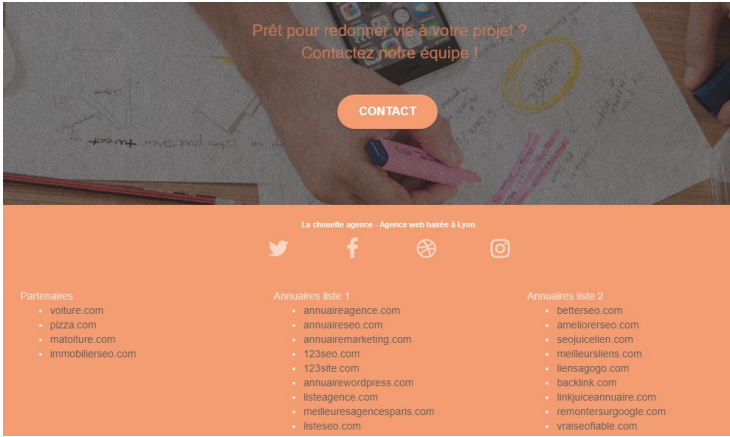 Prêt pour redonner vie à votre projet ?
Contactez notre équipe !
CONTACT
tweet
La chouette agence - Agence web basée à Lyon
Partenaires
voiture.com
pizza.com
matoiture.com
immobilierseo.com
Annuaires liste 1
annuaireagence.com
annuaireseo.com
annuairemarketing.com
123seo.com
123site.com
annuairewordpress.com
listeagence.com
meilleuresagencesparis.com
listeseo.com
Annuaires liste 2
betterseo.com
ameliorerseo.com
seojuicelien.com
meilleursliens.com
liensagogo.com
backlink.com
linkjuiceannuaire.com
remontersurgoogle.com
vraiseofiable.com